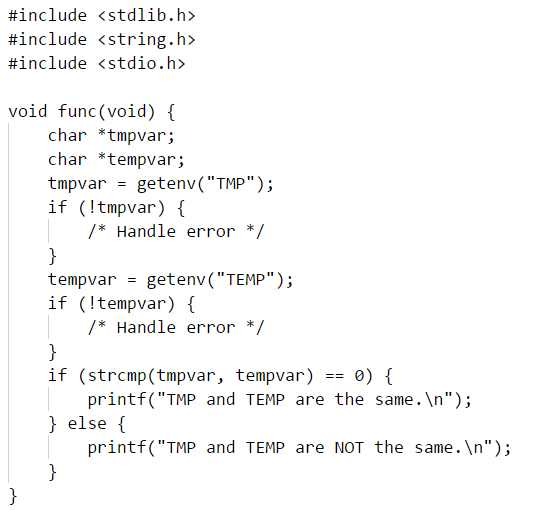 #include <stdlib.h>
#include <string.h>
#include <stdio.h>

void func(void) {
    char *tmpvar;
    char *tempvar;
    tmpvar = getenv("TMP");
    if (!tmpvar) {
        /* Handle error */
    }
    tempvar = getenv("TEMP");
    if (!tempvar) {
        /* Handle error */
    }
    if (strcmp(tmpvar, tempvar) == 0) {
        printf("TMP and TEMP are the same.\n");
    } else {
        printf("TMP and TEMP are NOT the same.\n");
    }
}